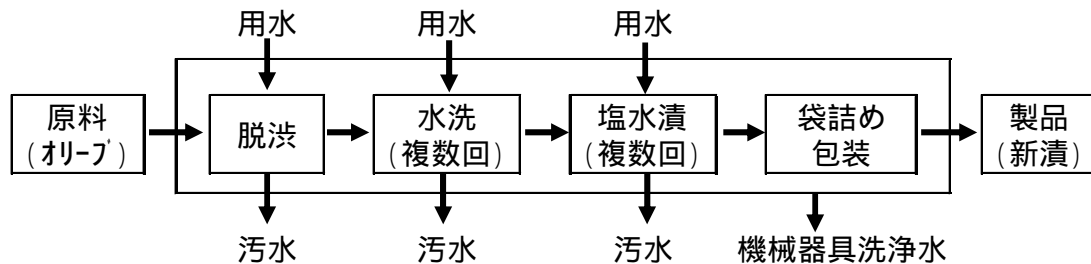 用水 用水 用水
原料
(ｵﾘｰﾌﾞ)
脱渋
水洗
(複数回)
塩水漬
(複数回)
袋詰め
包装
製品
(新漬)
汚水 汚水 汚水 機械器具洗浄水